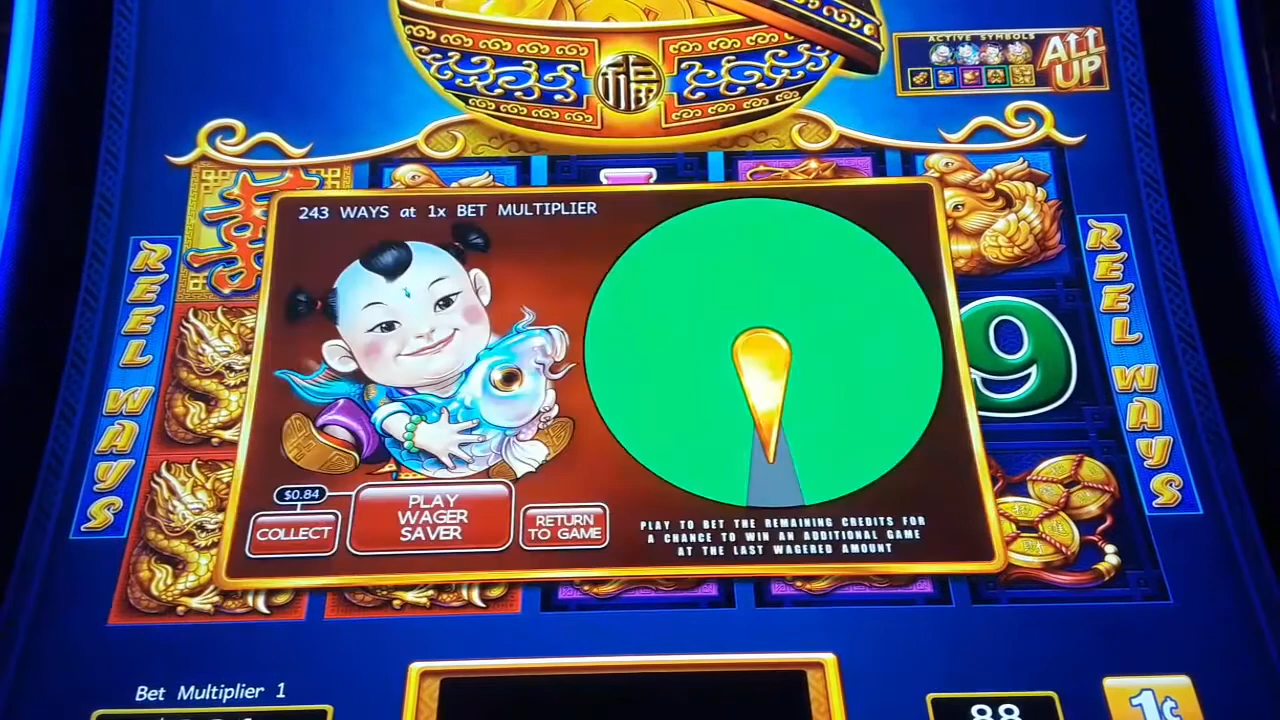 ACTIVE SYMBOLS
ALL UP
福
囍
REEL WAYS
REEL WAYS
243 WAYS at 1x BET MULTIPLIER
9
$0.84
COLLECT
PLAY
WAGER
SAVER
RETURN
TO GAME
PLAY TO BET THE REMAINING CREDITS FOR
A CHANCE TO WIN AN ADDITIONAL GAME
AT THE LAST WAGERED AMOUNT
Bet Multiplier 1
88
1¢